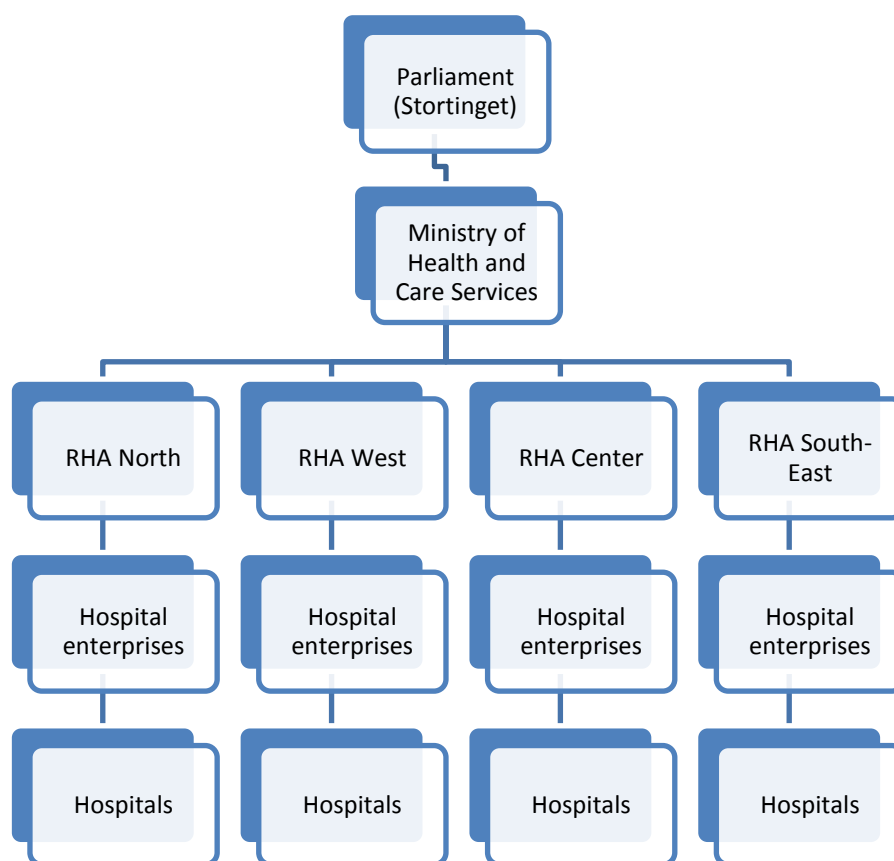 Parliament
(Stortinget)
Ministry of
Health and
Care Services
RHA North
RHA West
RHA Center
RHA South-
East
Hospital
enterprises
Hospital
enterprises
Hospital
enterprises
Hospital
enterprises
Hospitals
Hospitals
Hospitals
Hospitals